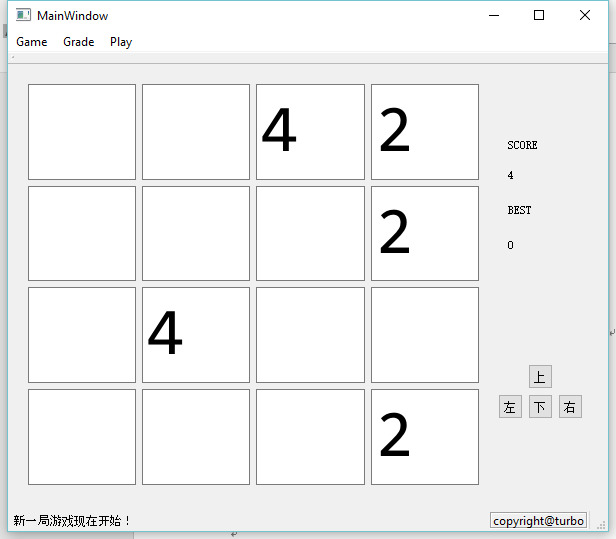 MainWindow
Game Grade Play
4 2
2
4
2
SCORE
4
BEST
0
上
左 下 右
新一局游戏现在开始！
copyright@turbo